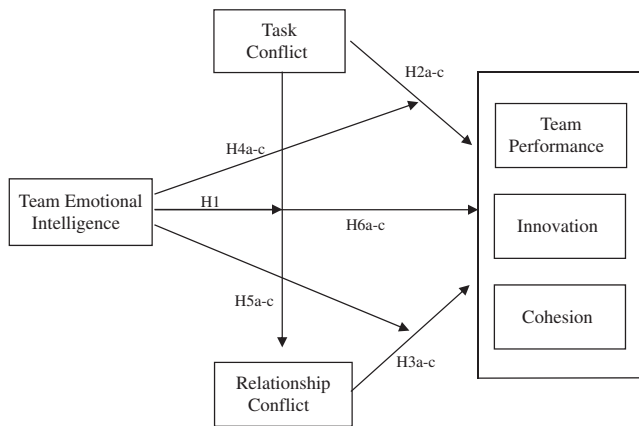 Task
Conflict
H2a-c
Team
Performance
H4a-c
Team Emotional
Intelligence
H1
H6a-c
Innovation
H5a-c
Cohesion
H3a-c
Relationship
Conflict